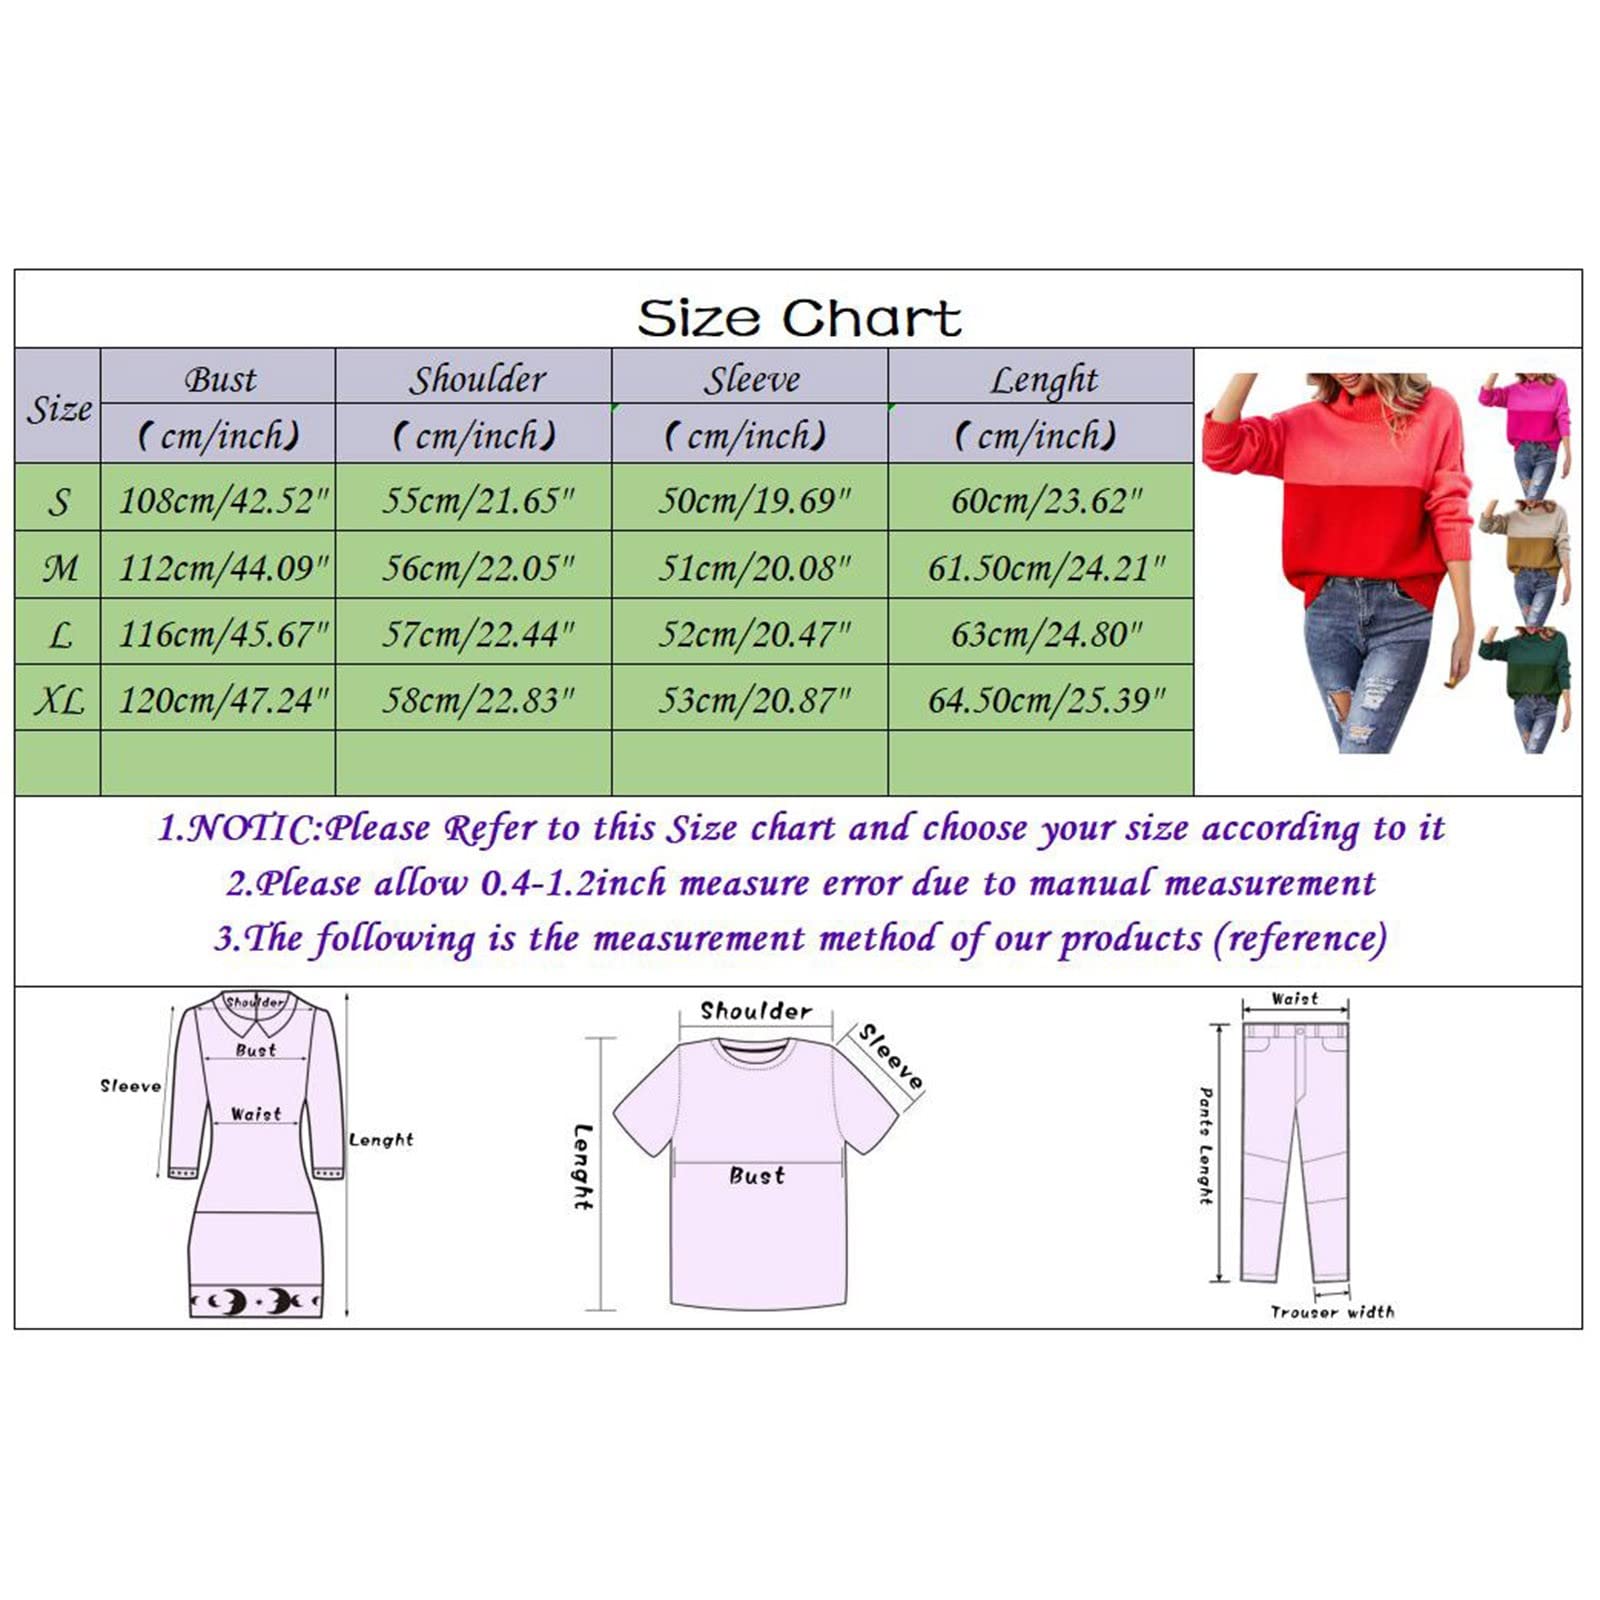 Size Chart
Size Bust Shoulder Sleeve Lenght
(cm/inch) (cm/inch) (cm/inch) (cm/inch)
S 108cm/42.52" 55cm/21.65" 50cm/19.69" 60cm/23.62"
M 112cm/44.09" 56cm/22.05" 51cm/20.08" 61.50cm/24.21"
L 116cm/45.67" 57cm/22.44" 52cm/20.47" 63cm/24.80"
XL 120cm/47.24" 58cm/22.83" 53cm/20.87" 64.50cm/25.39"
1.NOTIC:Please Refer to this Size chart and choose your size according to it
2.Please allow 0.4-1.2inch measure error due to manual measurement
3.The following is the measurement method of our products (reference)
Shoulder
Bust
Sleeve
Waist
Lenght
Shoulder
Sleeve
Lenght
Bust
Waist
Pants Lenght
Trouser width